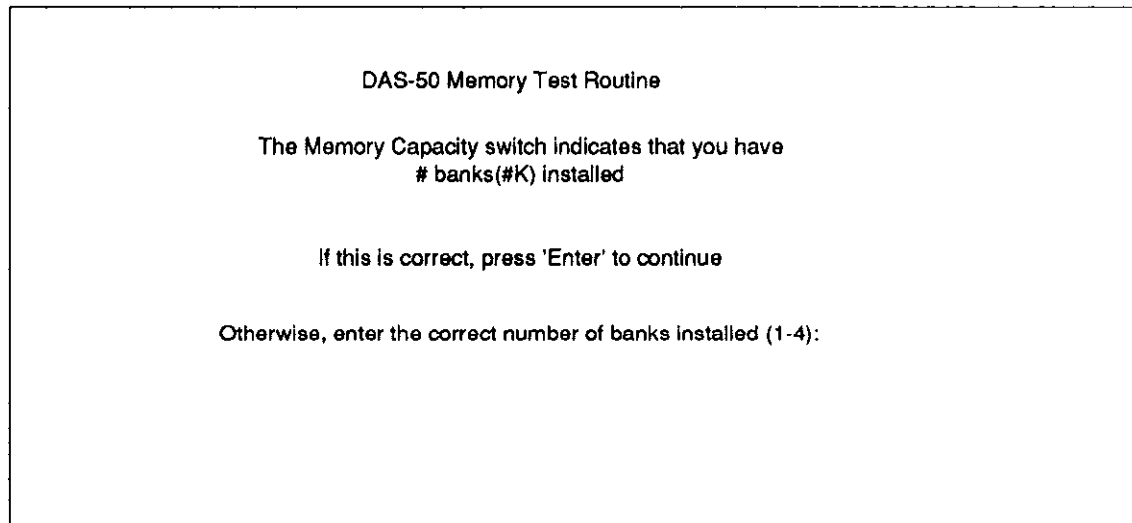 DAS-50 Memory Test Routine
The Memory Capacity switch indicates that you have
# banks(#K) installed
If this is correct, press 'Enter' to continue
Otherwise, enter the correct number of banks installed (1-4):